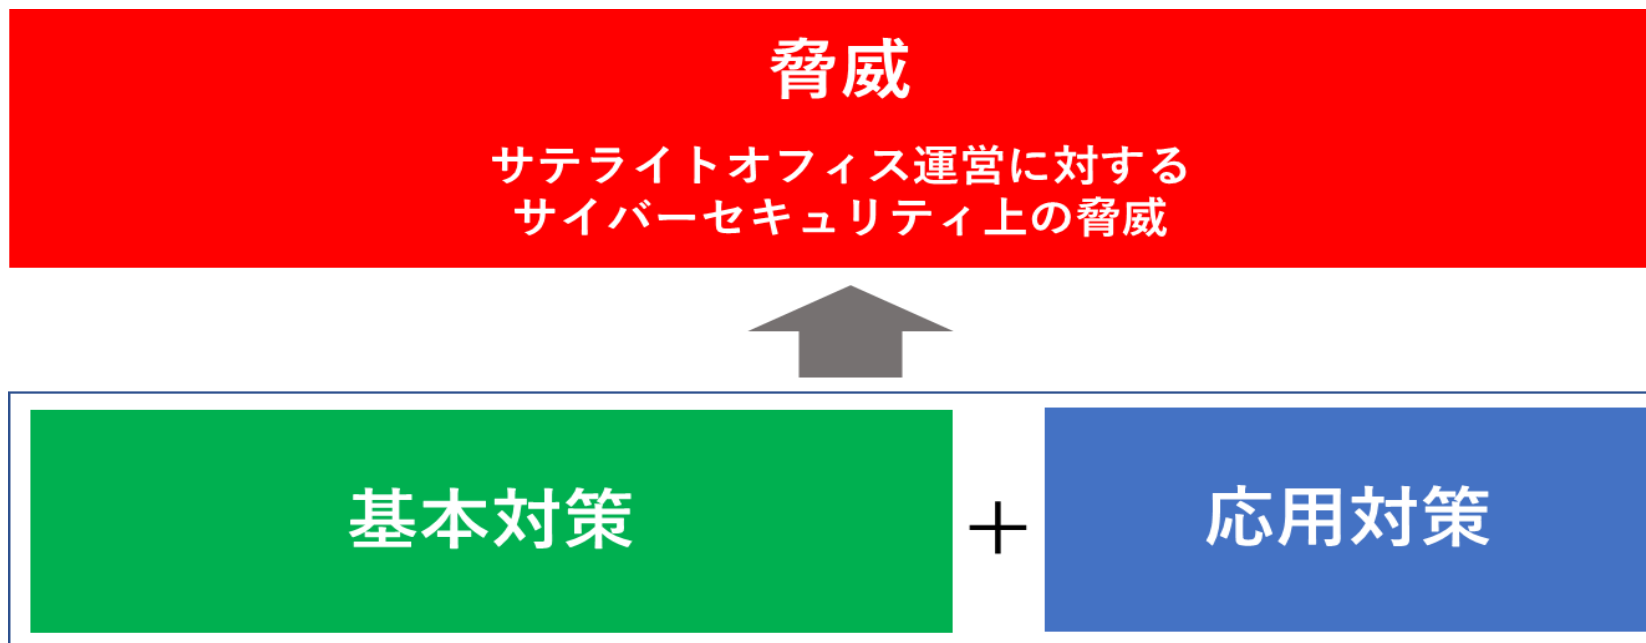 脅威
サテライトオフィス運営に対する
サイバーセキュリティ上の脅威
基本対策
+
応用対策